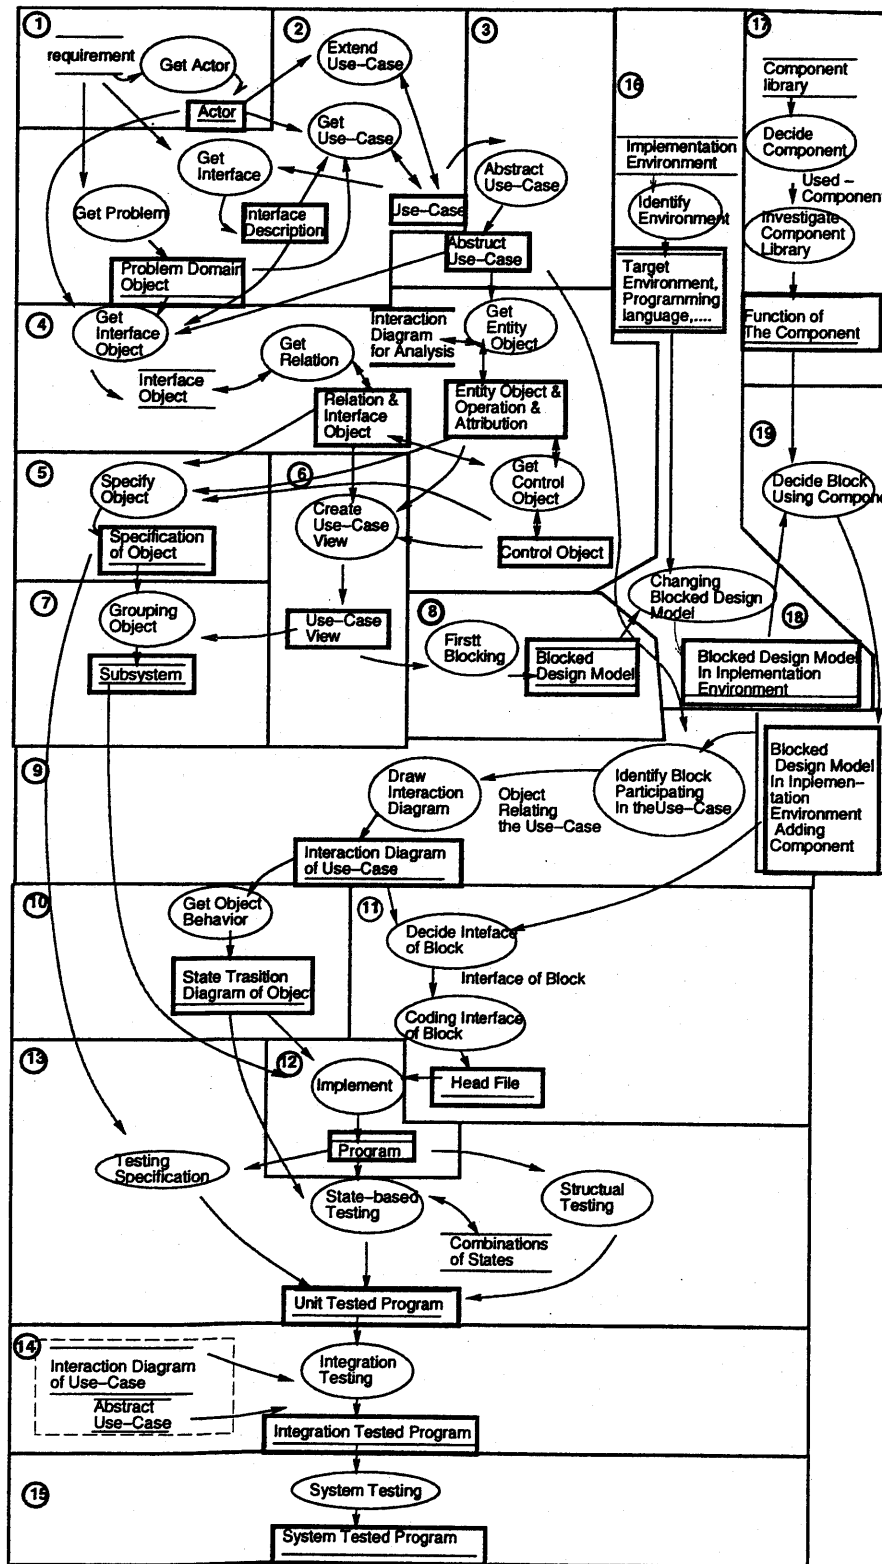 1
requirement
Get Actor
Actor
Get
Interface
Get Problem
Interface
Description
Problem Domain
Object
2
Extend
Use-Case
Get
Use-Case
Use-Case
3
Abstract
Use-Case
Abstruct
Use-Case
16
Implementation
Environment
Identify
Environment
Target
Environment,
Programming
language,....
17
Component
library
Decide
Component
Used -
Component
Investigate
Component
Library
Function of
The Component
4
Get
Interface
Object
Interface
Object
Get
Relation
Relation &
Interface
Object
Interaction
Diagram
for Analysis
Get
Entity
Object
Entity Object &
Operation &
Attribution
Get
Control
Object
Control Object
19
Decide Block
Using Compone
5
Specify
Object
Specification
of Object
6
Create
Use-Case
View
Use-Case
View
7
Grouping
Object
Subsystem
8
Firstt
Blocking
Blocked
Design Model
Changing
Blocked Design
Model
18
Blocked Design Model
In Inplementation
Environment
Blocked
Design Model
In Inplemen-
tation
Environment
Adding
Component
9
Draw
Interaction
Diagram
Object
Relating
the Use-Case
Identify Block
Participating
In theUse-Case
Interaction Diagram
of Use-Case
10
Get Object
Behavior
State Trasition
Diagram of Object
11
Decide Inteface
of Block
Interface of Block
Coding Interface
of Block
Head File
12
Implement
Program
13
Testing
Specification
State-based
Testing
Structual
Testing
Combinations
of States
Unit Tested Program
14
Interaction Diagram
of Use-Case
Abstract
Use-Case
Integration
Testing
Integration Tested Program
15
System Testing
System Tested Program